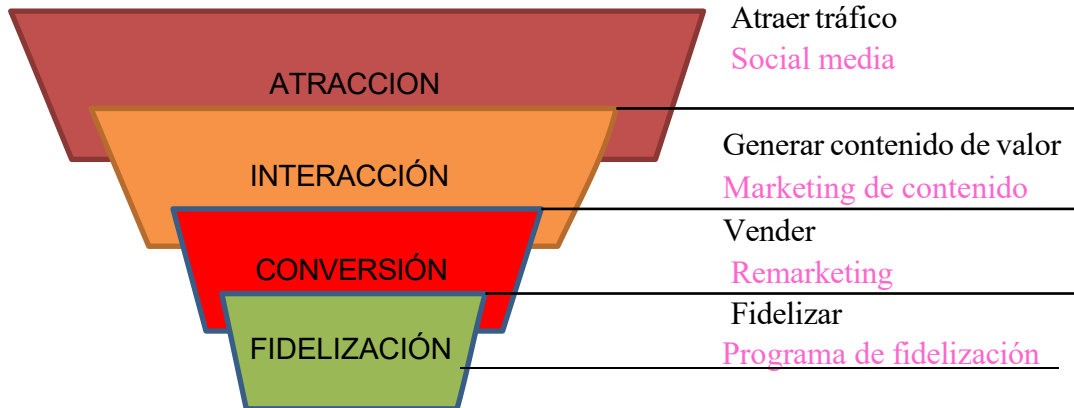 Atraer tráfico
Social media
ATRACCION
Generar contenido de valor
Marketing de contenido
INTERACCIÓN
Vender
Remarketing
CONVERSIÓN
Fidelizar
Programa de fidelización
FIDELIZACIÓN